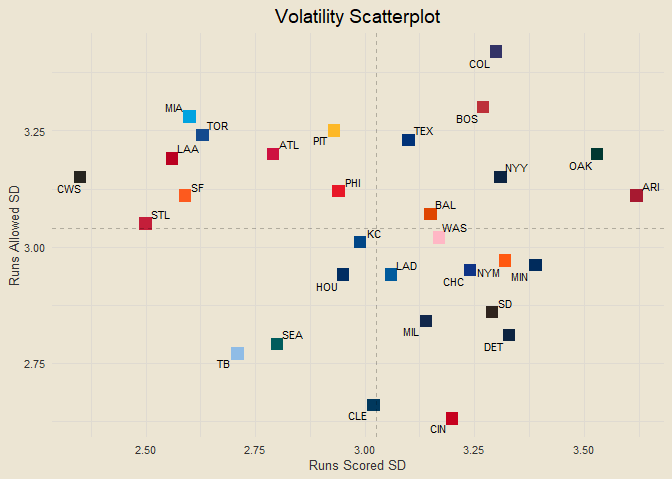 Volatility Scatterplot
COL
MIA
BOS
TOR
PIT
TEX
3.25
LAA
ATL
NYY
OAK
CWS
SF
PHI
ARI
STL
BAL
KC
WAS
3.00
HOU
LAD
CHC
NYM
MIN
SD
MIL
SEA
DET
TB
2.75
CLE
CIN
Runs Allowed SD
2.50
2.75
3.00
3.25
3.50
Runs Scored SD